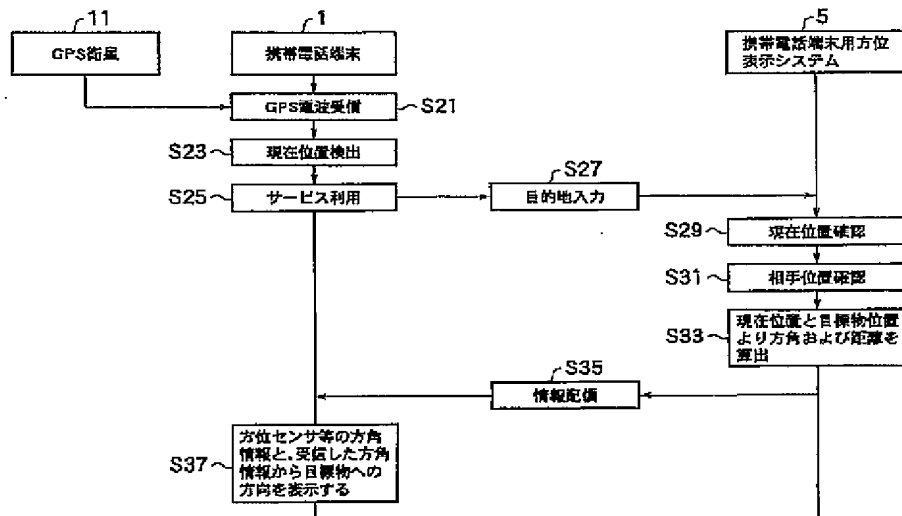 11
GPS衛星
1
携帯電話端末
5
携帯電話端末用方位
表示システム
GPS電波受信
S21
S23
現在位置検出
S25
サービス利用
S27
目的地入力
S29
現在位置確認
S31
相手位置確認
S33
現在位置と目標物位置
より方角および距離を
算出
S35
情報配信
S37
方位センサ等の方角
情報と、受信した方角
情報から目標物への
方向を表示する